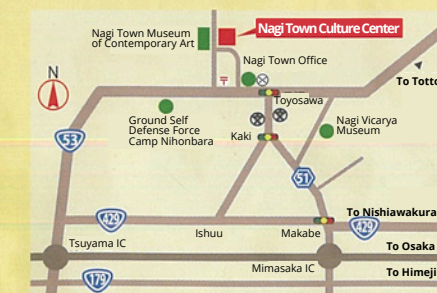 Nagi Town Culture Center
Nagi Town Museum
of Contemporary Art
Nagi Town Office
N
〒
To Totto
Toyosawa
Ground Self
Defense Force
Camp Nihonbara
Kaki
Nagi Vicarya
Museum
53
51
To Nishiawakura
429
429
Ishuu
Makabe
Tsuyama IC
To Osaka
Mimasaka IC
To Himeji
179